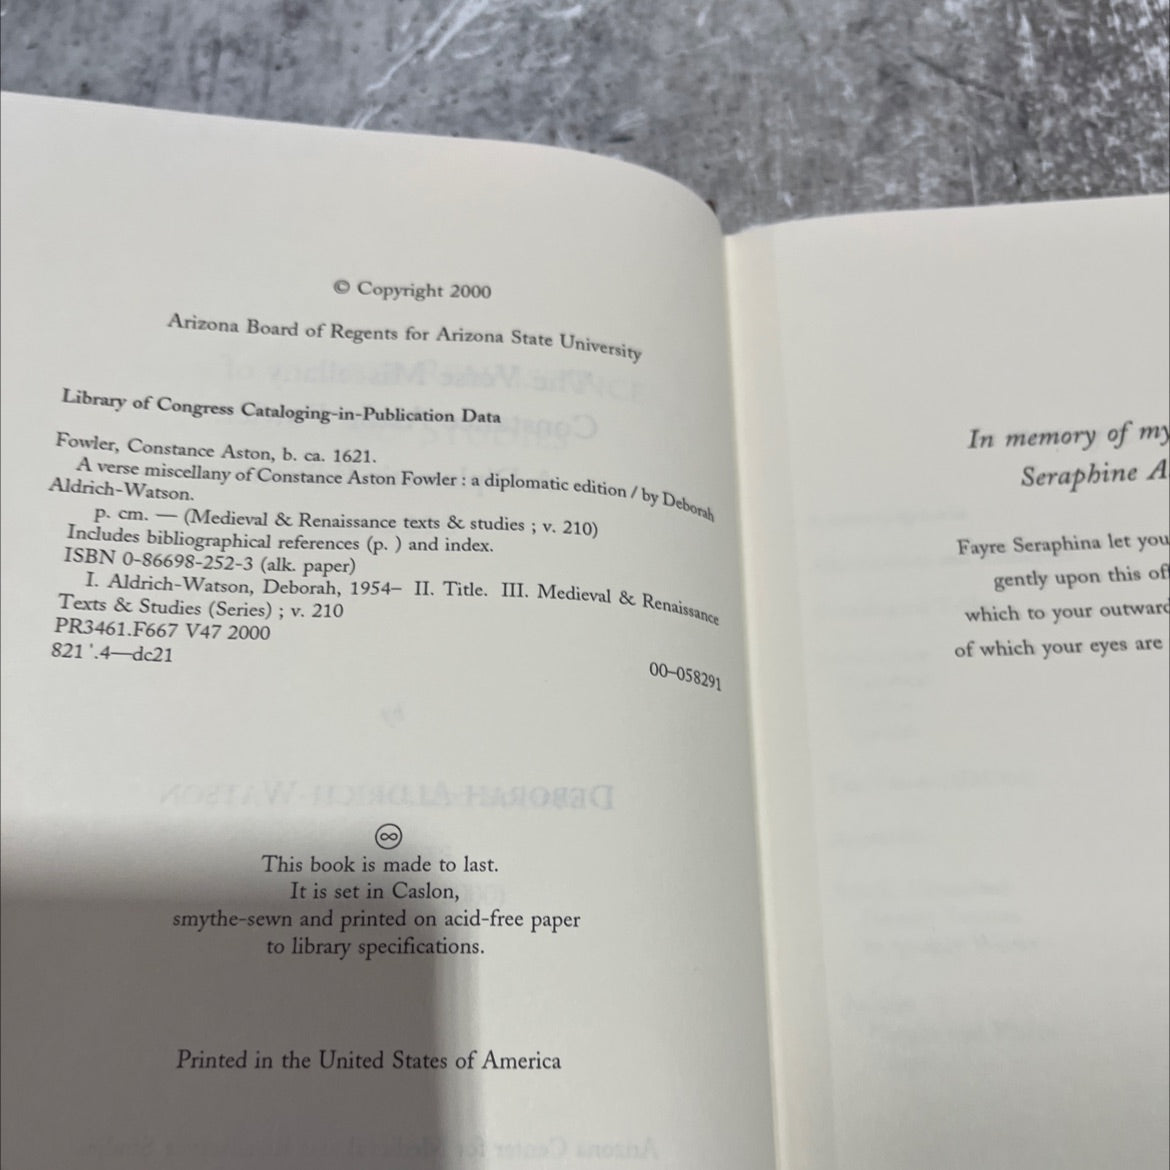 © Copyright 2000
Arizona Board of Regents for Arizona State University
Library of Congress Cataloging-in-Publication Data
Fowler, Constance Aston, b. ca. 1621.
A verse miscellany of Constance Aston Fowler : a diplomatic edition / by Deborah
Aldrich-Watson.
p. cm. — (Medieval & Renaissance texts & studies ; v. 210)
Includes bibliographical references (p. ) and index.
ISBN 0-86698-252-3 (alk. paper)
I. Aldrich-Watson, Deborah, 1954– II. Title. III. Medieval & Renaissance
Texts & Studies (Series) ; v. 210
PR3461.F667 V47 2000
821 '.4—dc21
00–058291
∞
This book is made to last.
It is set in Caslon,
smythe-sewn and printed on acid-free paper
to library specifications.
Printed in the United States of America
In memory of my
Seraphine A
Fayre Seraphina let you
gently upon this
which to your outward
of which your eyes are